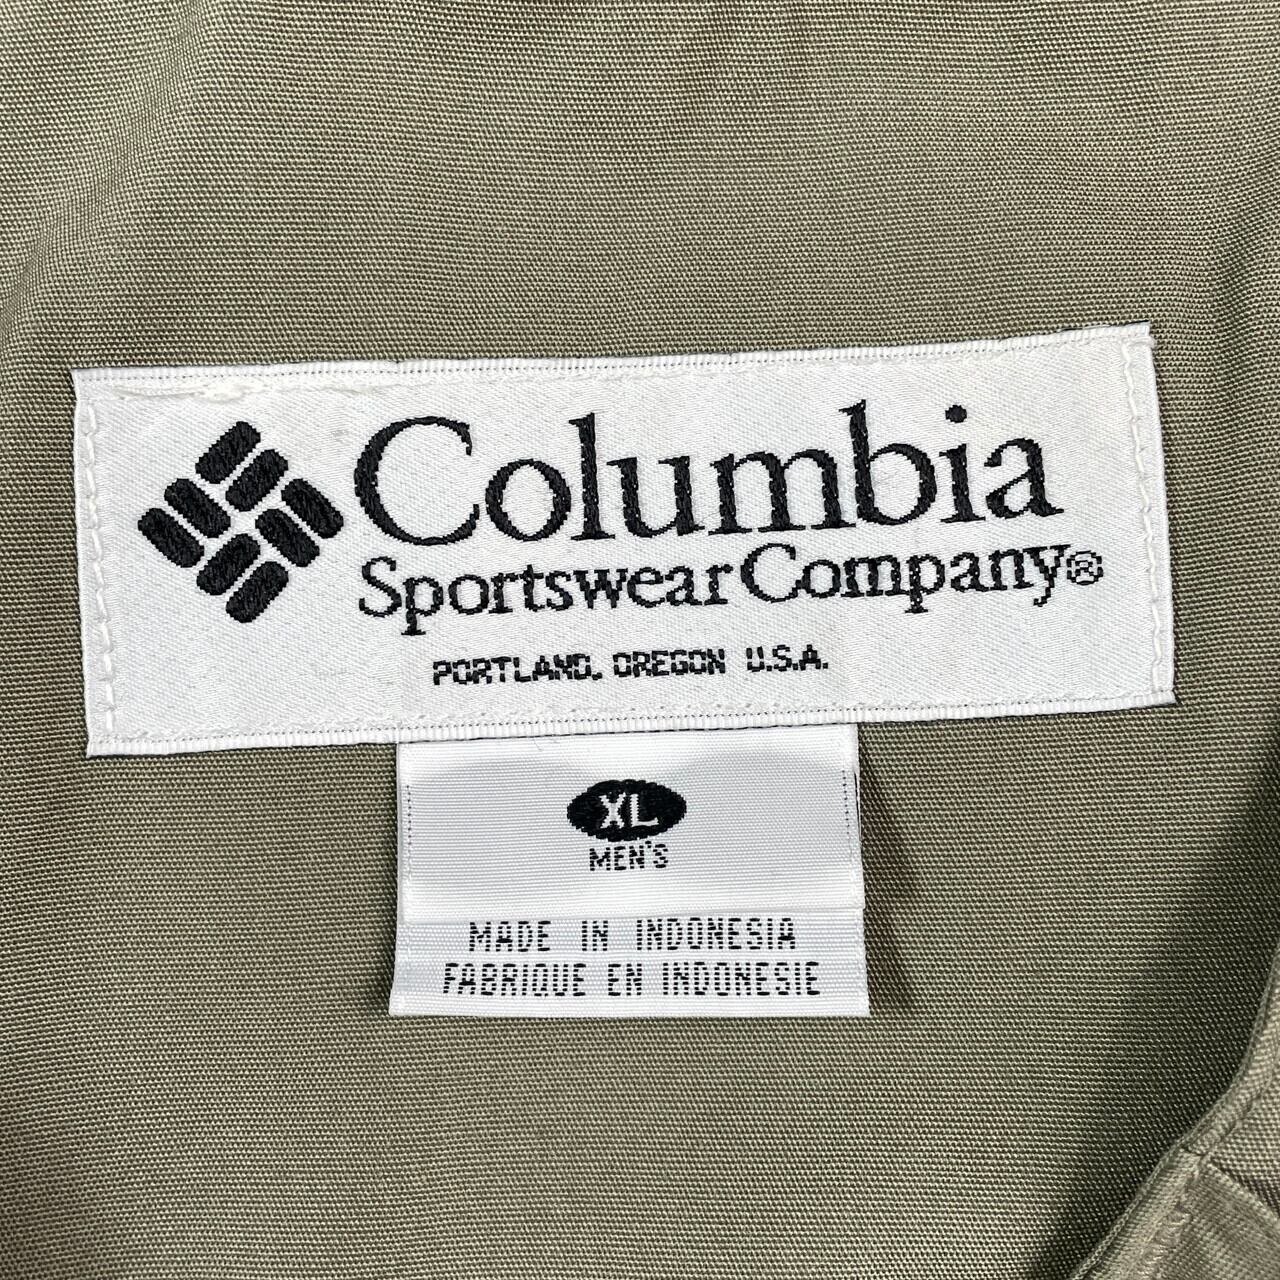 Columbia
Sportswear Company®
PORTLAND, OREGON U.S.A.
XL
MEN'S
MADE IN INDONESIA
FABRIQUE EN INDONESIE